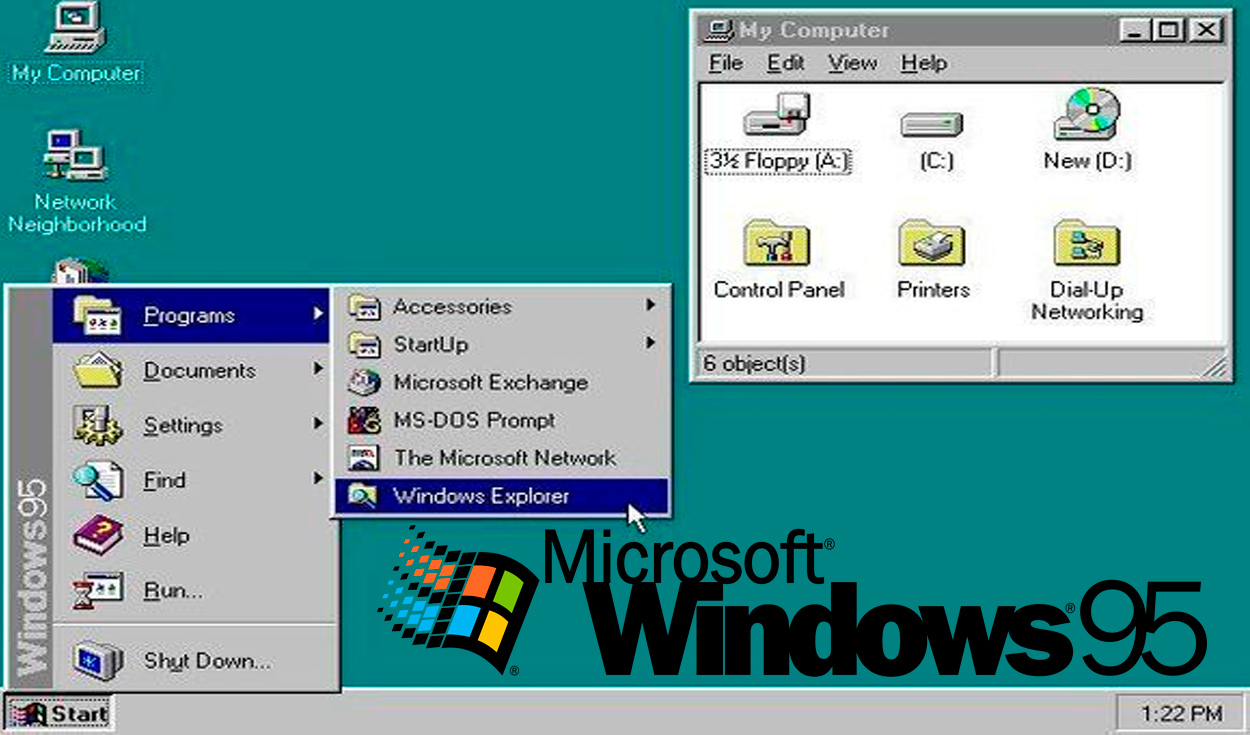 My Computer
Network
Neighborhood
My Computer
File Edit View Help
3½ Floppy (A:)
(C:)
New (D:)
Control Panel
Printers
Dial-Up
Networking
6 object(s)
Programs
Documents
Settings
Find
Help
Run...
Shut Down...
Windows95
Accessories
StartUp
Microsoft Exchange
MS-DOS Prompt
The Microsoft Network
Windows Explorer
Microsoft®
Windows®95
®
Start
1:22 PM